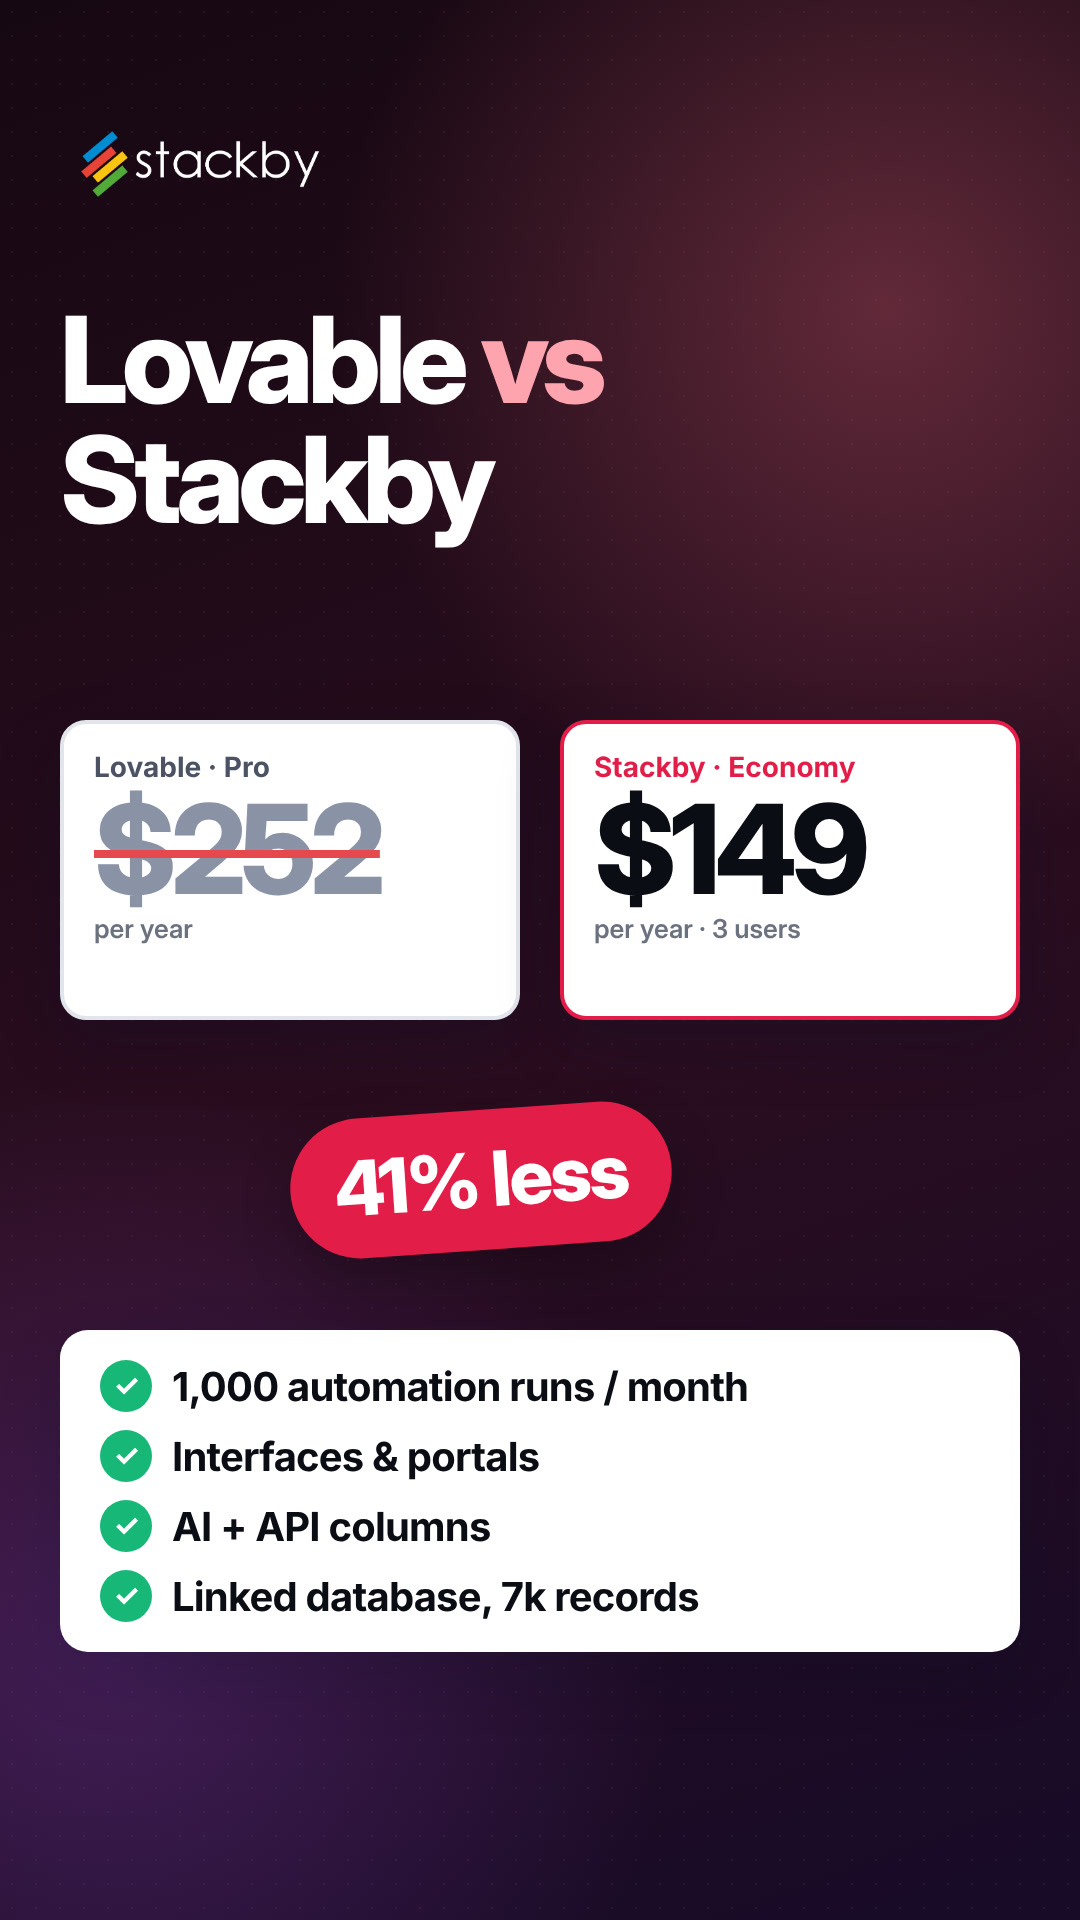 stackby
Lovable vs
Stackby
Lovable · Pro
$252
per year
Stackby · Economy
$149
per year · 3 users
41% less
1,000 automation runs / month
Interfaces & portals
AI + API columns
Linked database, 7k records